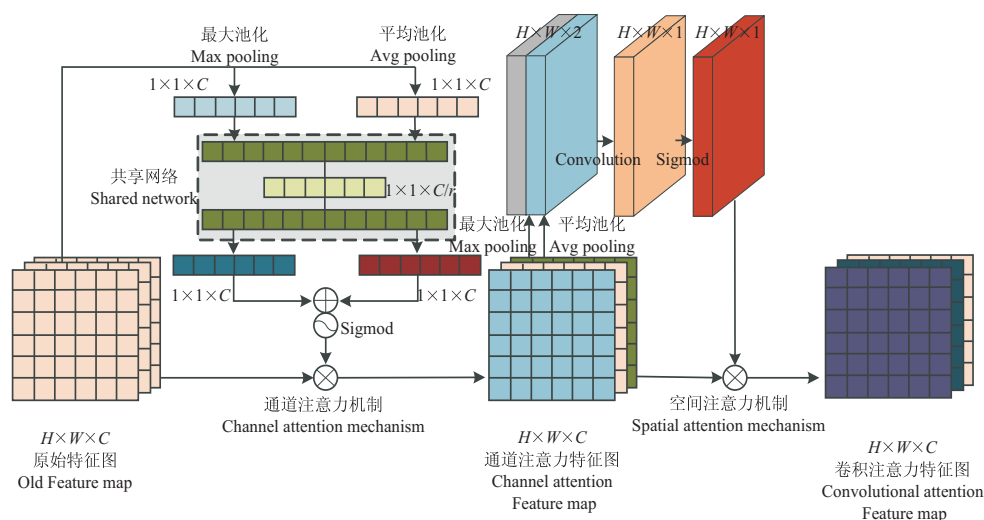 最大池化
Max pooling
平均池化
Avg pooling
1×1×C
1×1×C
H×W×2
H×W×1
H×W×1
Convolution
Sigmod
共享网络
Shared network
1×1×C/r
最大池化
Max pooling
平均池化
Avg pooling
1×1×C
1×1×C
Sigmod
通道注意力机制
Channel attention mechanism
空间注意力机制
Spatial attention mechanism
H×W×C
原始特征图
Old Feature map
H×W×C
通道注意力特征图
Channel attention
Feature map
H×W×C
卷积注意力特征图
Convolutional attention
Feature map